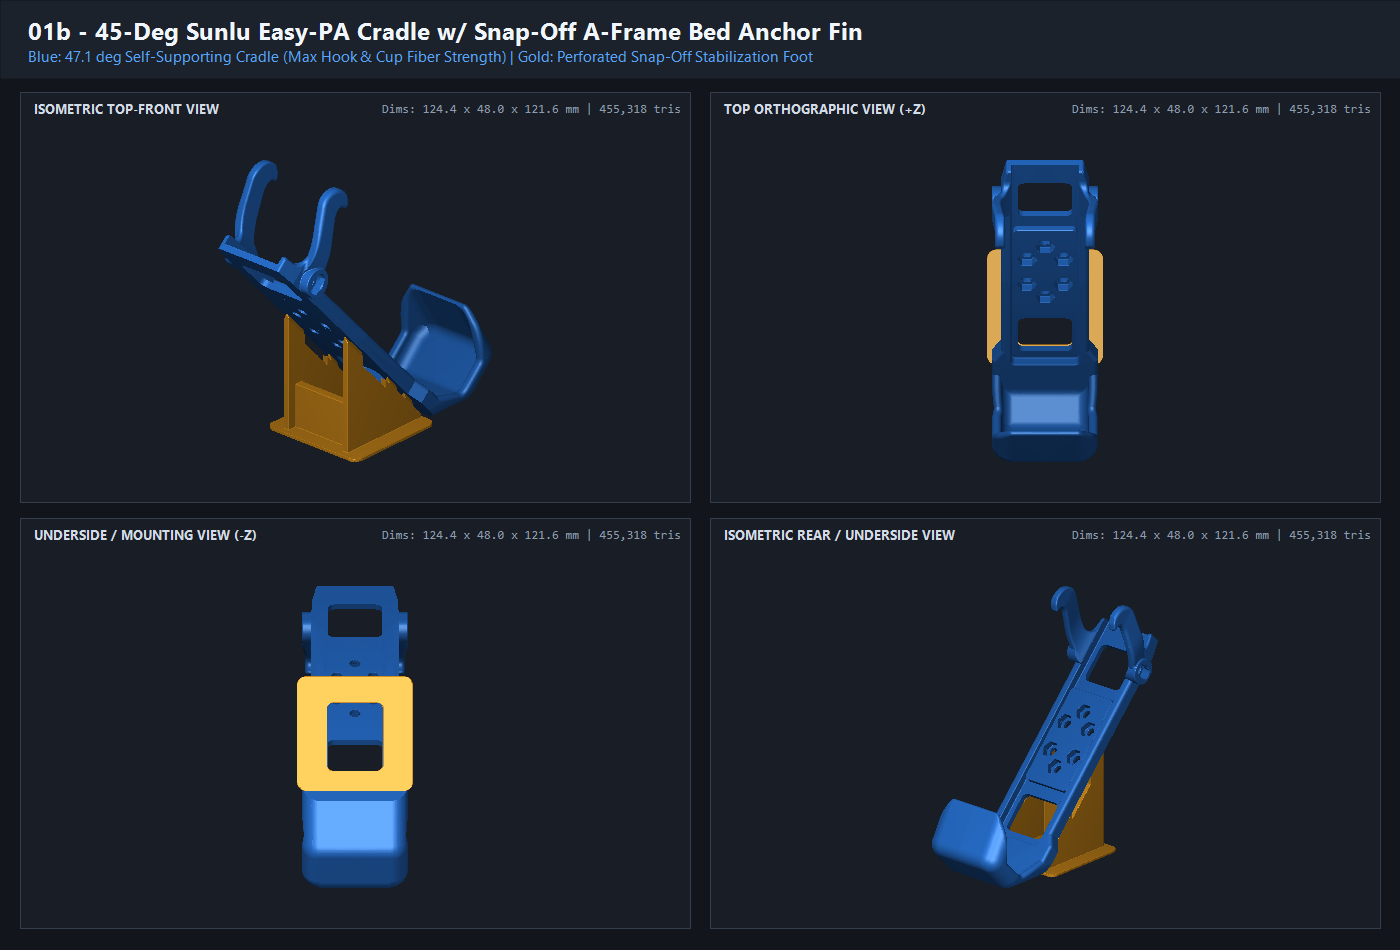 01b - 45-Deg Sunlu Easy-PA Cradle w/ Snap-Off A-Frame Bed Anchor Fin
Blue: 47.1 deg Self-Supporting Cradle (Max Hook & Cup Fiber Strength) | Gold: Perforated Snap-Off Stabilization Foot
ISOMETRIC TOP-FRONT VIEW
Dims: 124.4 x 48.0 x 121.6 mm | 455,318 tris
TOP ORTHOGRAPHIC VIEW (+Z)
Dims: 124.4 x 48.0 x 121.6 mm | 455,318 tris
UNDERSIDE / MOUNTING VIEW (-Z)
Dims: 124.4 x 48.0 x 121.6 mm | 455,318 tris
ISOMETRIC REAR / UNDERSIDE VIEW
Dims: 124.4 x 48.0 x 121.6 mm | 455,318 tris